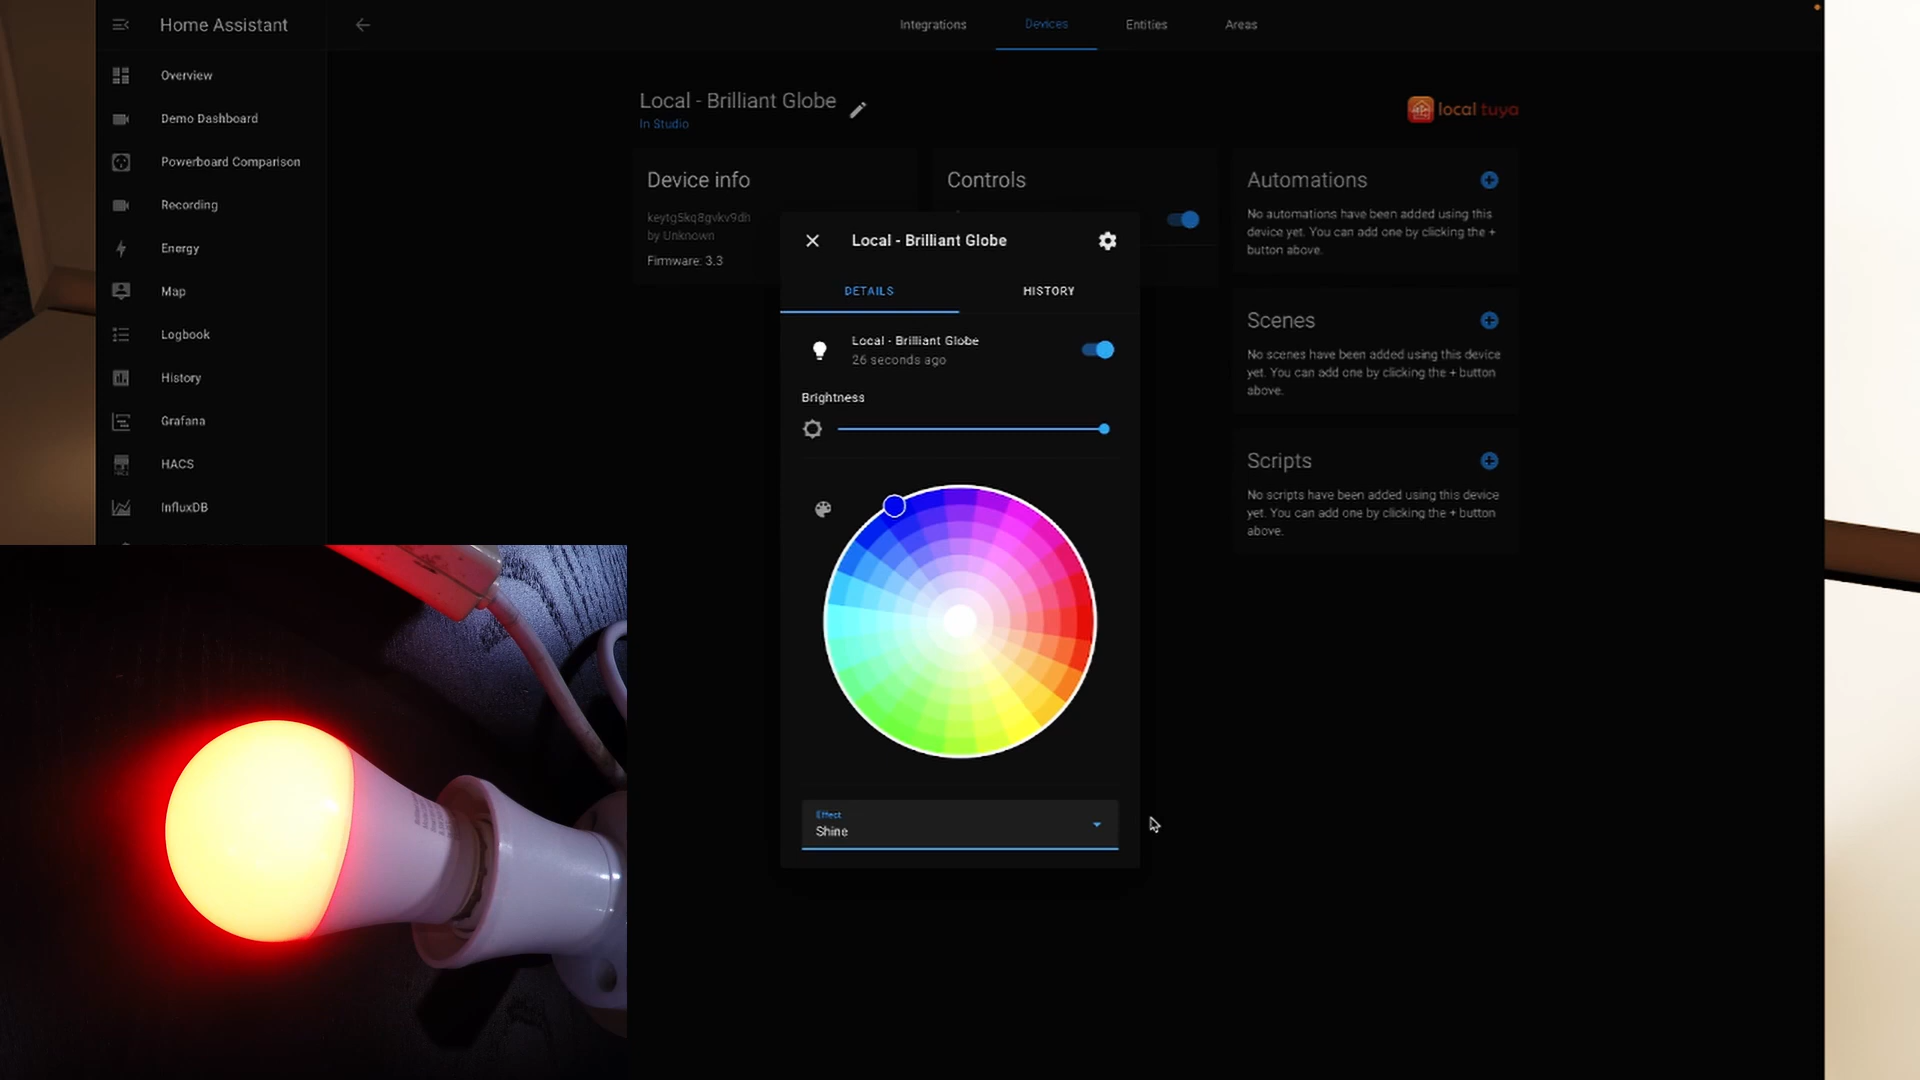 Home Assistant
Integrations
Devices
Entities
Areas
Overview
Demo Dashboard
Powerboard Comparison
Recording
Energy
Map
Logbook
History
Grafana
HACS
InfluxDB
Local - Brilliant Globe
In Studio
local tuya
Device info
keytg5kq8gvkv9dh
by Unknown
Firmware: 3.3
Controls
Automations
No automations have been added using this
device yet. You can add one by clicking the +
button above.
Scenes
No scenes have been added using this device
yet. You can add one by clicking the + button
above.
Scripts
No scripts have been added using this device
yet. You can add one by clicking the + button
above.
Local - Brilliant Globe
DETAILS
HISTORY
Local - Brilliant Globe
26 seconds ago
Brightness
Effect
Shine